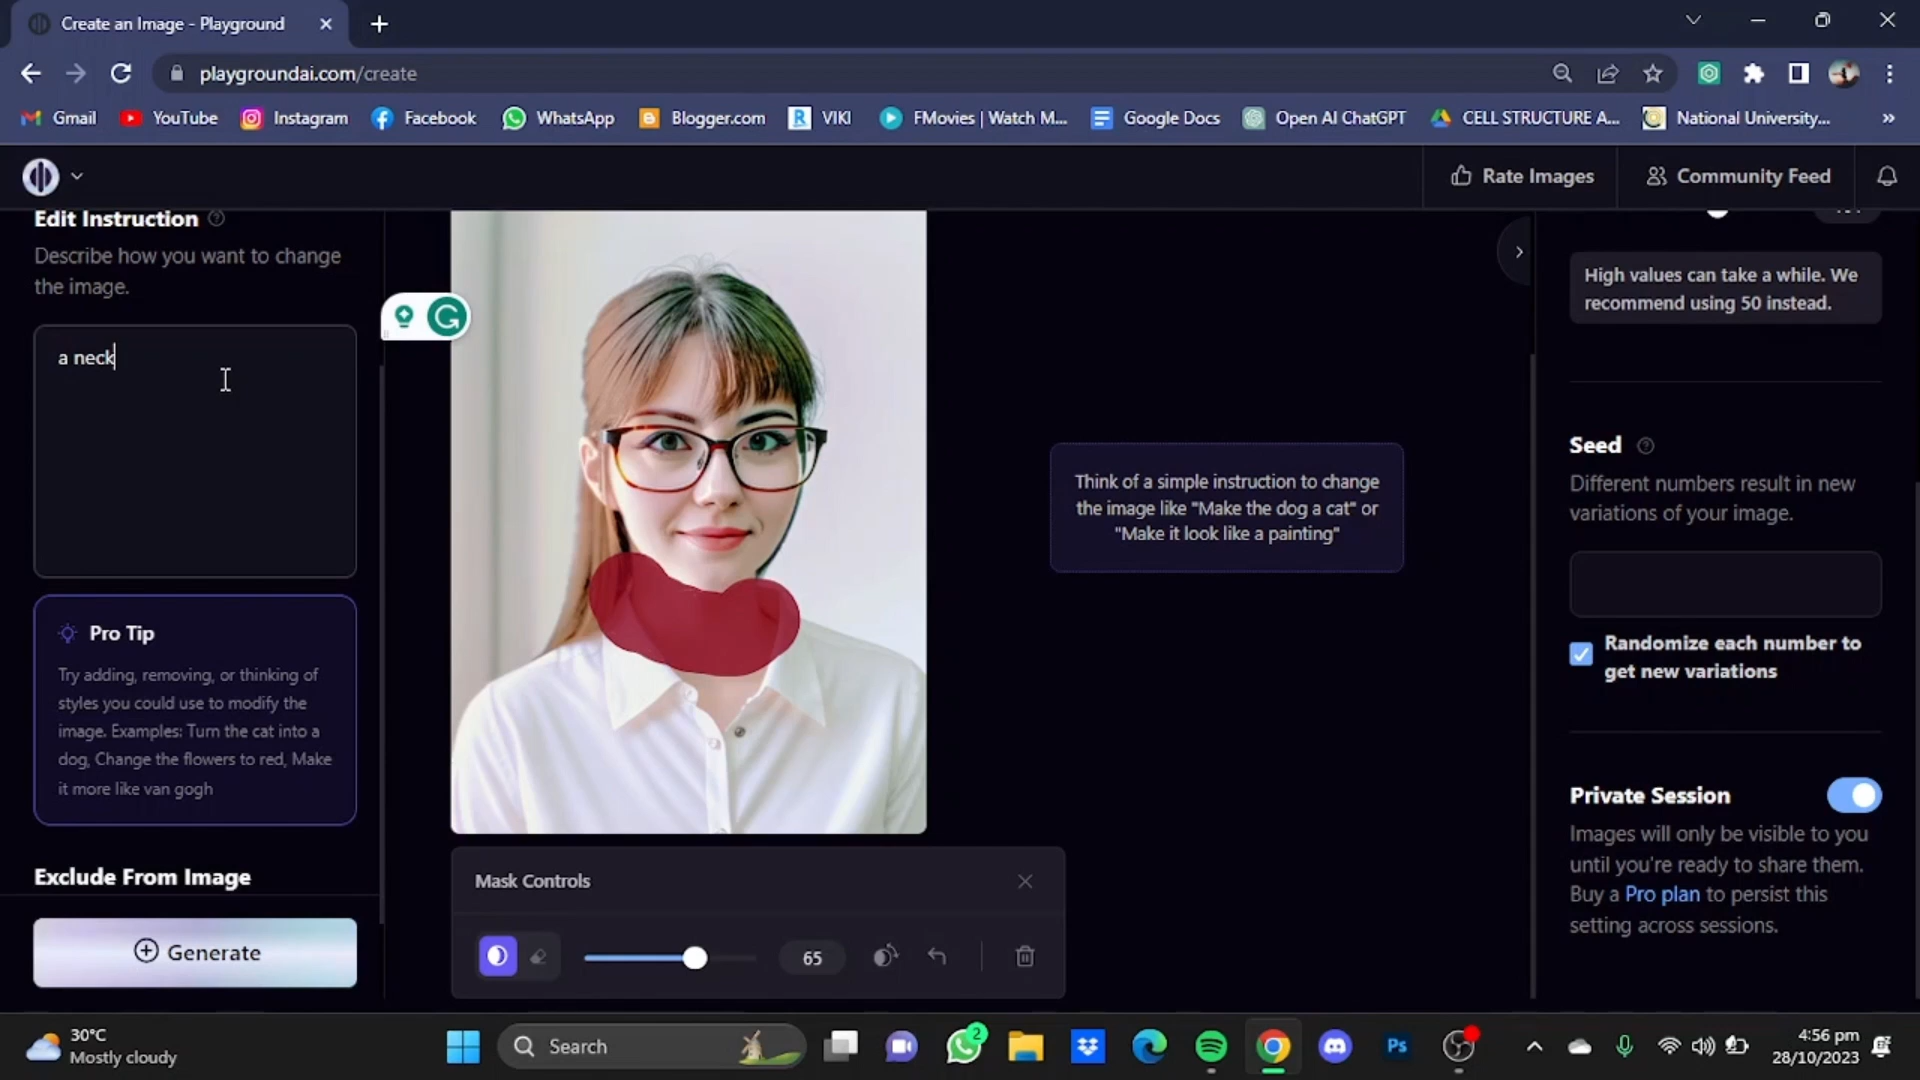 Create an Image - Playground
playgroundai.com/create
Gmail YouTube Instagram Facebook WhatsApp Blogger.com VIKI FMovies | Watch M... Google Docs Open AI ChatGPT CELL STRUCTURE A... National University...
Rate Images Community Feed
Edit Instruction
Describe how you want to change
the image.
a neck
Pro Tip
Try adding, removing, or thinking of
styles you could use to modify the
image. Examples: Turn the cat into a
dog, Change the flowers to red, Make
it more like van gogh
Exclude From Image
Generate
Think of a simple instruction to change
the image like "Make the dog a cat" or
"Make it look like a painting"
Mask Controls
65
High values can take a while. We
recommend using 50 instead.
Seed
Different numbers result in new
variations of your image.
Randomize each number to
get new variations
Private Session
Images will only be visible to you
until you're ready to share them.
Buy a Pro plan to persist this
setting across sessions.
30°C
Mostly cloudy
Search
2
Ps
4:56 pm
28/10/2023